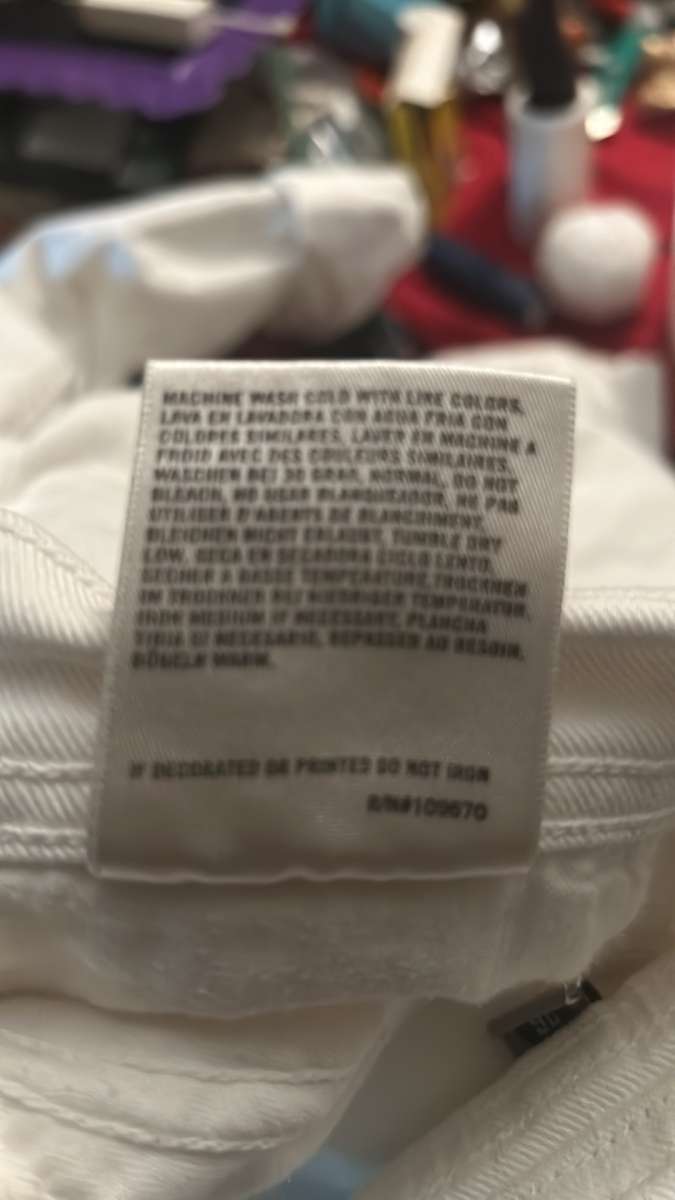 MACHINE WASH COLD WITH LIKE COLORS,
LAVA EN LAVADORA CON AGUA FRIA CON
COLORES SIMILARES, LAVER EN MACHINE A
FROID AVEC DES COULEURS SIMILAIRES,
WASCHEN BEI 30 GRAD, NORMAL, DO NOT
BLEACH, NO USAR BLANQUEADOR, NE PAS
UTILISER D'AGENTS DE BLANCHIMENT,
BLEICHEN NICHT ERLAUBT, TUMBLE DRY
LOW, SECA EN SECADORA CICLO LENTO,
SECHER A BASSE TEMPERATURE, TROCKNEN
IM TROCKNER BEI NIEDRIGER TEMPERATUR,
IRON MEDIUM IF NECESSARY, PLANCHA
TIBIA SI NECESARIO, REPASSER AU BESOIN,
BÜGELN WARM.
IF DECORATED OR PRINTED DO NOT IRON
R/N#109670